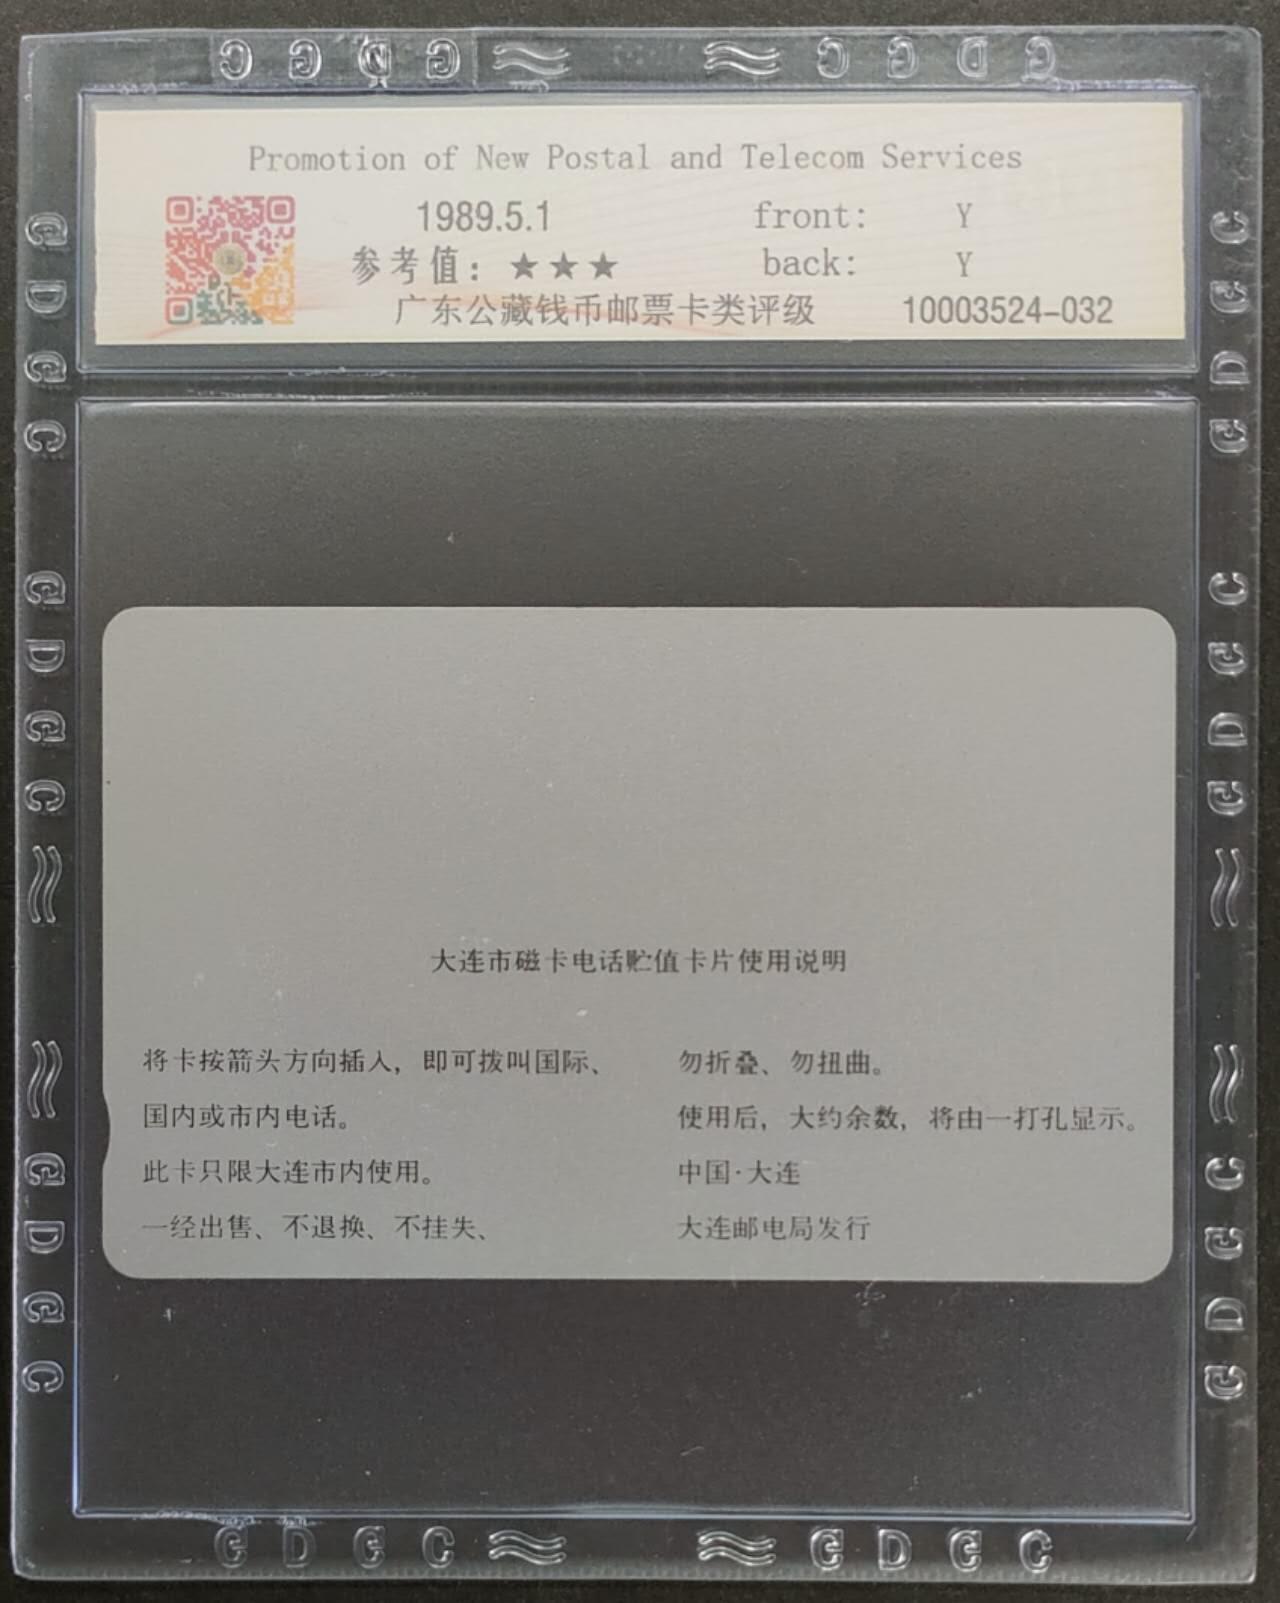 Promotion of New Postal and Telecom Services
1989.5.1 front: Y
参考值：★★★ back: Y
广东公藏钱币邮票卡类评级 10003524-032
大连市磁卡电话贮值卡片使用说明
将卡按箭头方向插入，即可拨叫国际、
国内或市内电话。
此卡只限大连市内使用。
一经出售、不退换、不挂失、
勿折叠、勿扭曲。
使用后，大约余数，将由一打孔显示。
中国·大连
大连邮电局发行